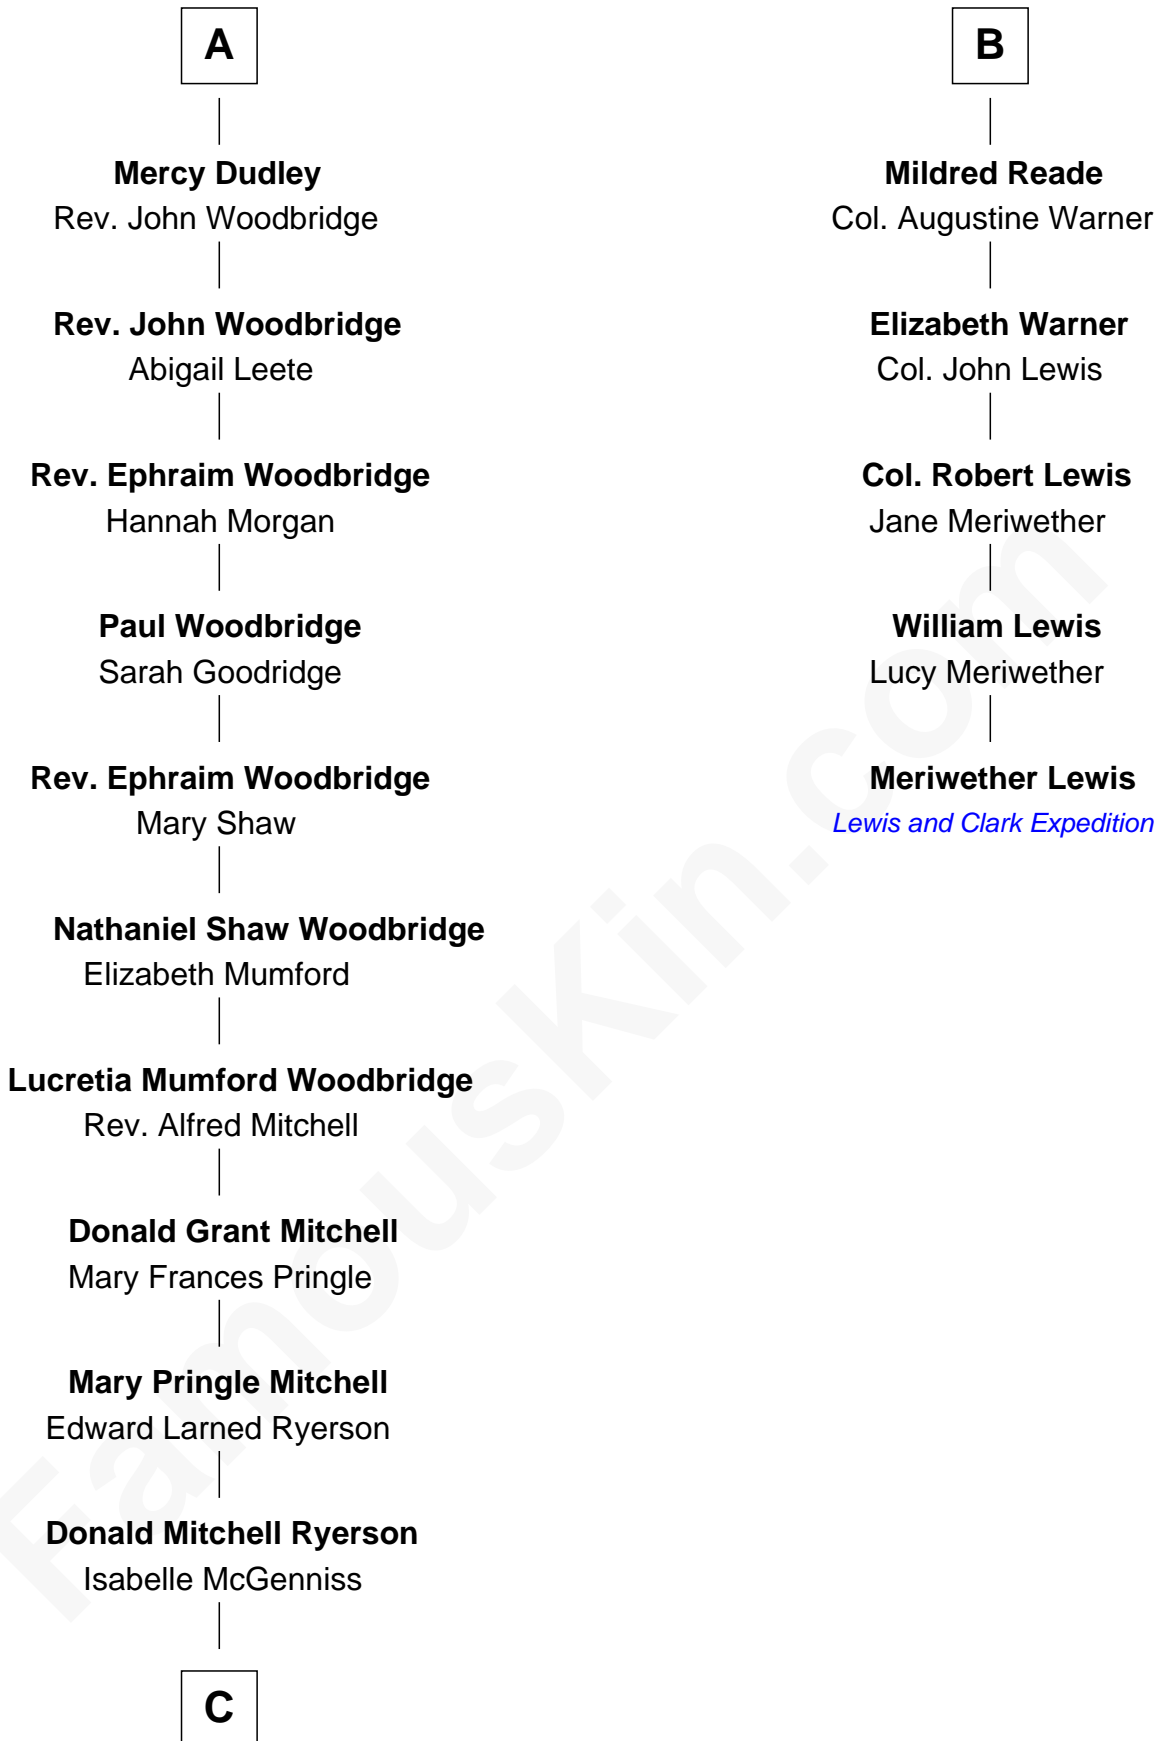 A
Mercy Dudley
Rev. John Woodbridge
Rev. John Woodbridge
Abigail Leete
Rev. Ephraim Woodbridge
Hannah Morgan
Paul Woodbridge
Sarah Goodridge
Rev. Ephraim Woodbridge
Mary Shaw
Nathaniel Shaw Woodbridge
Elizabeth Mumford
Lucretia Mumford Woodbridge
Rev. Alfred Mitchell
Donald Grant Mitchell
Mary Frances Pringle
Mary Pringle Mitchell
Edward Larned Ryerson
Donald Mitchell Ryerson
Isabelle McGenniss
C
B
Mildred Reade
Col. Augustine Warner
Elizabeth Warner
Col. John Lewis
Col. Robert Lewis
Jane Meriwether
William Lewis
Lucy Meriwether
Meriwether Lewis
Lewis and Clark Expedition
FamousKin.com